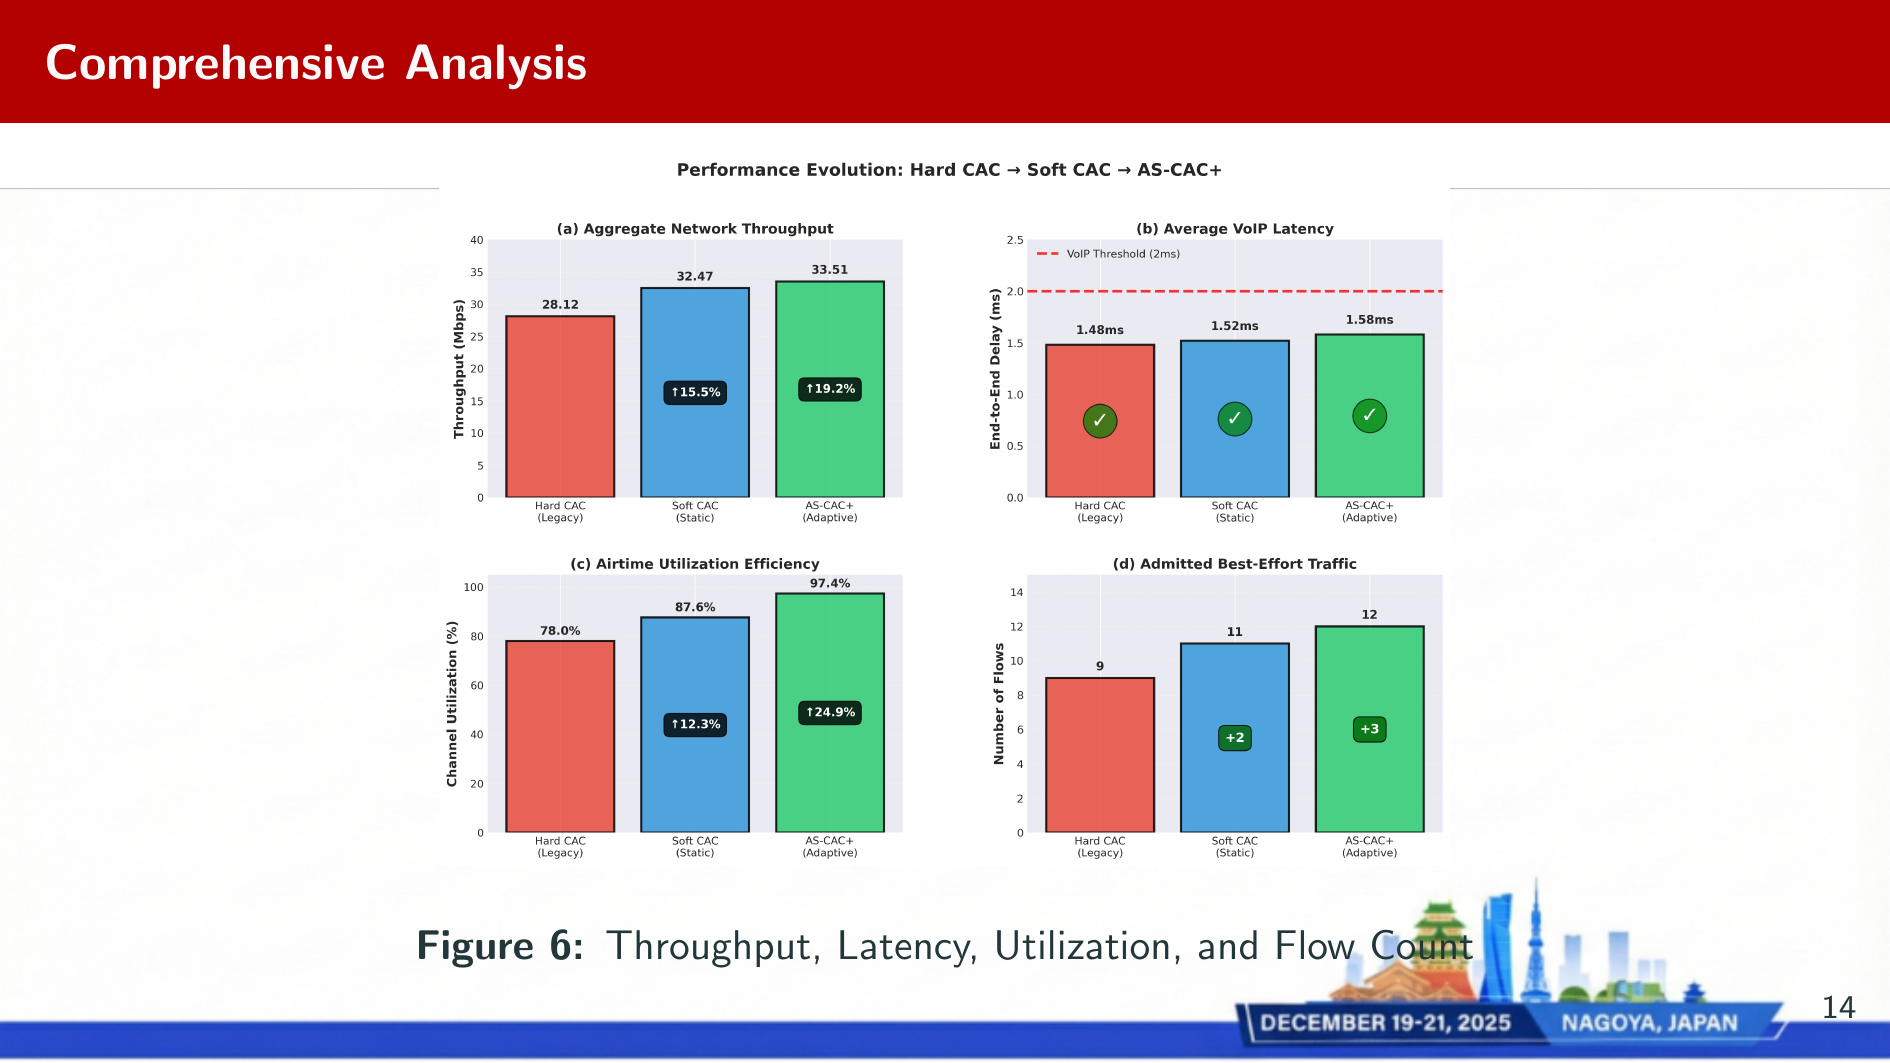 Comprehensive Analysis
Performance Evolution: Hard CAC → Soft CAC → AS-CAC+
(a) Aggregate Network Throughput
Throughput (Mbps)
40
35
30
25
20
15
10
5
0
28.12
32.47
33.51
↑15.5%
↑19.2%
Hard CAC
(Legacy)
Soft CAC
(Static)
AS-CAC+
(Adaptive)
(b) Average VoIP Latency
End-to-End Delay (ms)
2.5
2.0
1.5
1.0
0.5
0.0
VoIP Threshold (2ms)
1.48ms
1.52ms
1.58ms
✓
✓
✓
Hard CAC
(Legacy)
Soft CAC
(Static)
AS-CAC+
(Adaptive)
(c) Airtime Utilization Efficiency
Channel Utilization (%)
100
80
60
40
20
0
78.0%
87.6%
97.4%
↑12.3%
↑24.9%
Hard CAC
(Legacy)
Soft CAC
(Static)
AS-CAC+
(Adaptive)
(d) Admitted Best-Effort Traffic
Number of Flows
14
12
10
8
6
4
2
0
9
11
12
+2
+3
Hard CAC
(Legacy)
Soft CAC
(Static)
AS-CAC+
(Adaptive)
Figure 6: Throughput, Latency, Utilization, and Flow Count
DECEMBER 19-21, 2025 NAGOYA, JAPAN
14